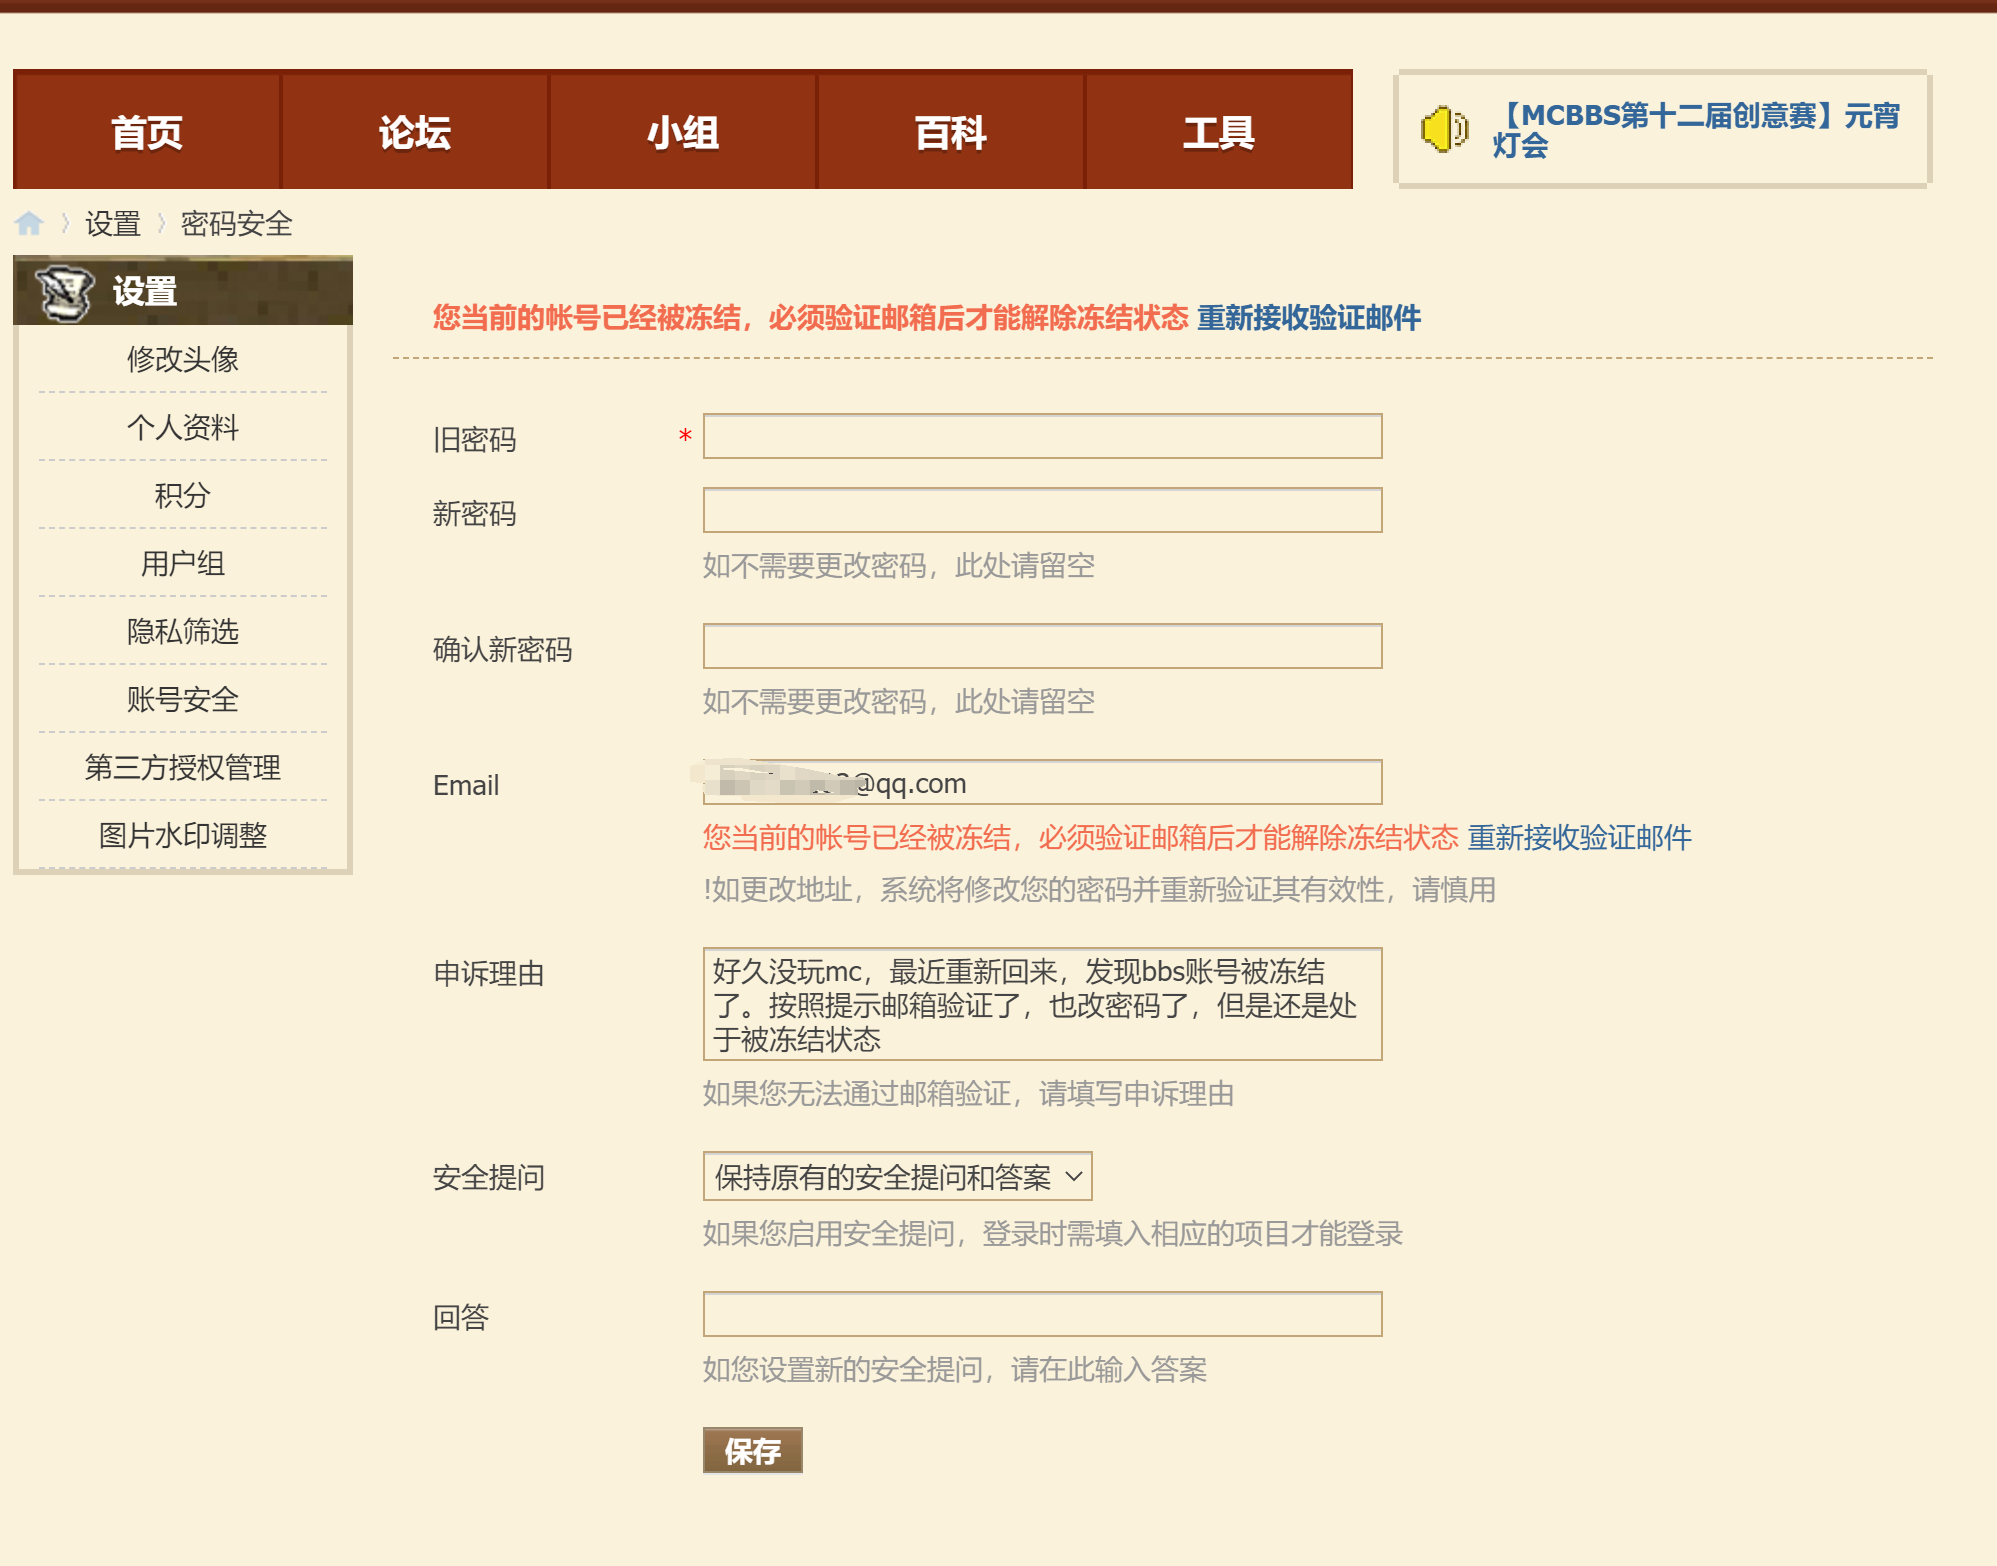 首页
论坛
小组
百科
工具
【MCBBS第十二届创意赛】元宵
灯会
设置
密码安全
设置
修改头像
个人资料
积分
用户组
隐私筛选
账号安全
第三方授权管理
图片水印调整
您当前的帐号已经被冻结，必须验证邮箱后才能解除冻结状态 重新接收验证邮件
旧密码 *
新密码
如不需要更改密码，此处请留空
确认新密码
如不需要更改密码，此处请留空
Email
@qq.com
您当前的帐号已经被冻结，必须验证邮箱后才能解除冻结状态 重新接收验证邮件
!如更改地址，系统将修改您的密码并重新验证其有效性，请慎用
申诉理由
好久没玩mc，最近重新回来，发现bbs账号被冻结
了。按照提示邮箱验证了，也改密码了，但是还是处
于被冻结状态
如果您无法通过邮箱验证，请填写申诉理由
安全提问
保持原有的安全提问和答案
如果您启用安全提问，登录时需填入相应的项目才能登录
回答
如您设置新的安全提问，请在此输入答案
保存